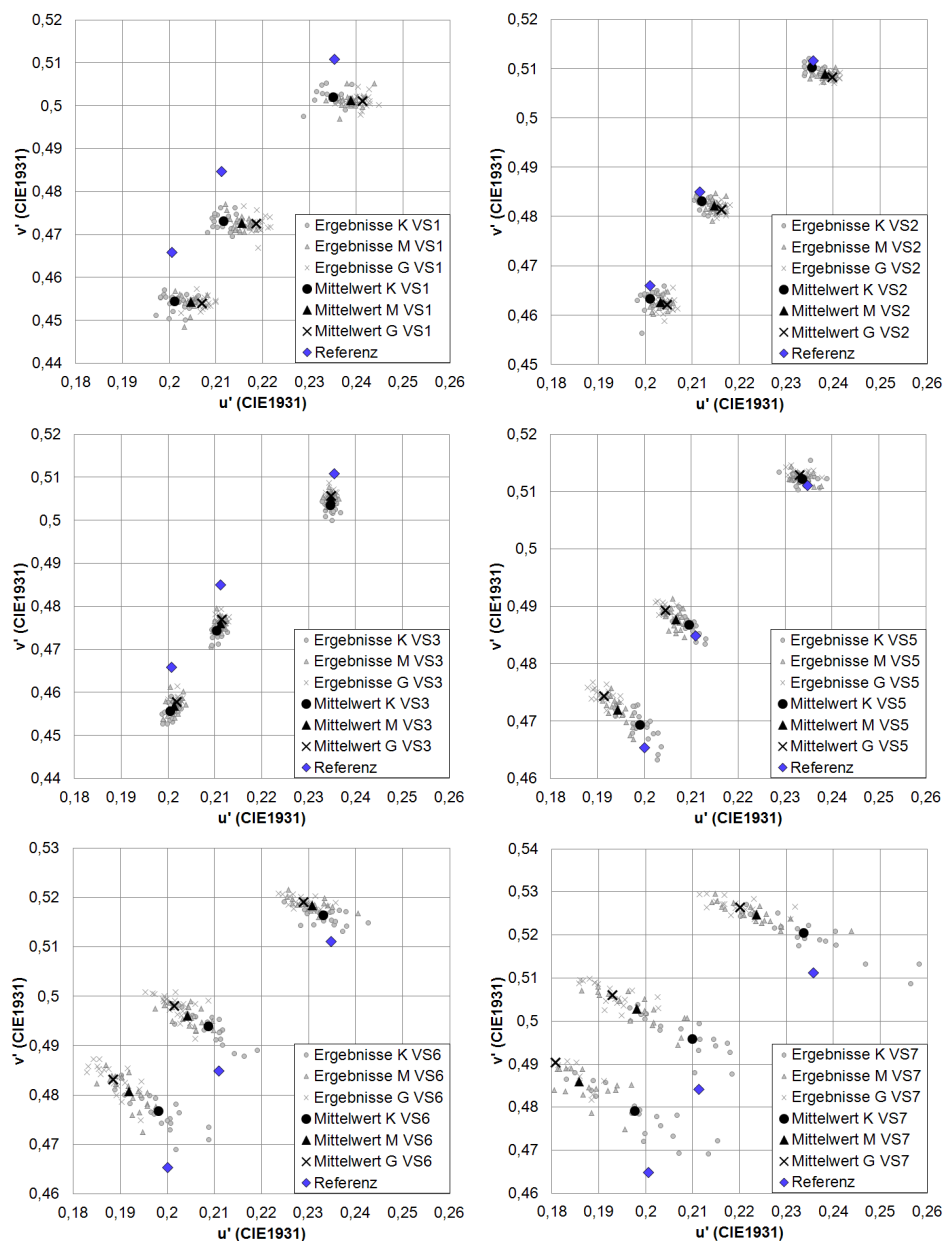 v' (CIE1931)
0,52
0,51
0,5
0,49
0,48
0,47
0,46
0,45
0,44
0,18 0,19 0,2 0,21 0,22 0,23 0,24 0,25 0,26
u' (CIE1931)
Ergebnisse K VS1
Ergebnisse M VS1
Ergebnisse G VS1
Mittelwert K VS1
Mittelwert M VS1
Mittelwert G VS1
Referenz
v' (CIE1931)
0,52
0,51
0,5
0,49
0,48
0,47
0,46
0,45
0,18 0,19 0,2 0,21 0,22 0,23 0,24 0,25 0,26
u' (CIE1931)
Ergebnisse K VS2
Ergebnisse M VS2
Ergebnisse G VS2
Mittelwert K VS2
Mittelwert M VS2
Mittelwert G VS2
Referenz
v' (CIE1931)
0,52
0,51
0,5
0,49
0,48
0,47
0,46
0,45
0,44
0,18 0,19 0,2 0,21 0,22 0,23 0,24 0,25 0,26
u' (CIE1931)
Ergebnisse K VS3
Ergebnisse M VS3
Ergebnisse G VS3
Mittelwert K VS3
Mittelwert M VS3
Mittelwert G VS3
Referenz
v' (CIE1931)
0,52
0,51
0,5
0,49
0,48
0,47
0,46
0,18 0,19 0,2 0,21 0,22 0,23 0,24 0,25 0,26
u' (CIE1931)
Ergebnisse K VS5
Ergebnisse M VS5
Ergebnisse G VS5
Mittelwert K VS5
Mittelwert M VS5
Mittelwert G VS5
Referenz
v' (CIE1931)
0,53
0,52
0,51
0,5
0,49
0,48
0,47
0,46
0,18 0,19 0,2 0,21 0,22 0,23 0,24 0,25 0,26
u' (CIE1931)
Ergebnisse K VS6
Ergebnisse M VS6
Ergebnisse G VS6
Mittelwert K VS6
Mittelwert M VS6
Mittelwert G VS6
Referenz
v' (CIE1931)
0,54
0,53
0,52
0,51
0,5
0,49
0,48
0,47
0,46
0,18 0,19 0,2 0,21 0,22 0,23 0,24 0,25 0,26
u' (CIE1931)
Ergebnisse K VS7
Ergebnisse M VS7
Ergebnisse G VS7
Mittelwert K VS7
Mittelwert M VS7
Mittelwert G VS7
Referenz